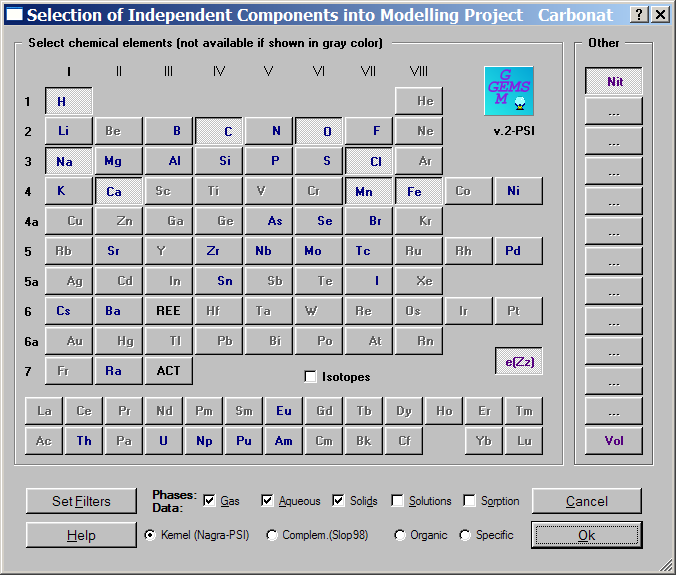 Selection of Independent Components into Modelling Project Carbonat ? X
Select chemical elements (not available if shown in gray color) Other
I II III IV V VI VII VIII
G GEMS M
v.2-PSI
1 H He Nit
2 Li Be B C N O F Ne ...
3 Na Mg Al Si P S Cl Ar ...
4 K Ca Sc Ti V Cr Mn Fe Co Ni ...
4a Cu Zn Ga Ge As Se Br Kr ...
5 Rb Sr Y Zr Nb Mo Tc Ru Rh Pd ...
5a Ag Cd In Sn Sb Te I Xe ...
6 Cs Ba REE Hf Ta W Re Os Ir Pt ...
6a Au Hg Tl Pb Bi Po At Rn ...
e(Zz)
7 Fr Ra ACT Isotopes ...
...
La Ce Pr Nd Pm Sm Eu Gd Tb Dy Ho Er Tm ...
Ac Th Pa U Np Pu Am Cm Bk Cf Yb Lu Vol
Set Filters Phases: Data: Gas Aqueous Solids Solutions Sorption Cancel
Help Kernel (Nagra-PSI) Complem.(Slop98) Organic Specific Ok